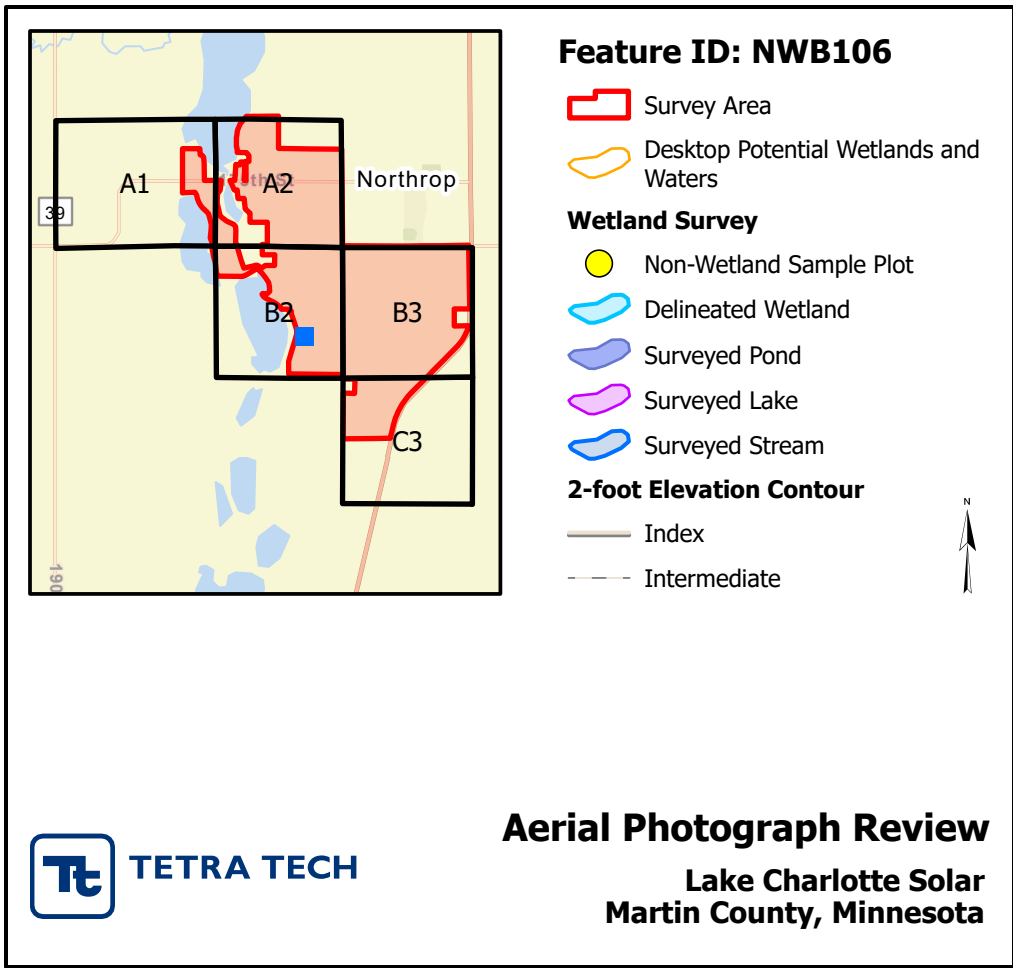 Feature ID: NWB106
Survey Area
Desktop Potential Wetlands and
Waters
Wetland Survey
Non-Wetland Sample Plot
Delineated Wetland
Surveyed Pond
Surveyed Lake
Surveyed Stream
2-foot Elevation Contour
Index
Intermediate
N
A1
A2
Northrop
39
B2
B3
C3
190
Tt
TETRA TECH
Aerial Photograph Review
Lake Charlotte Solar
Martin County, Minnesota